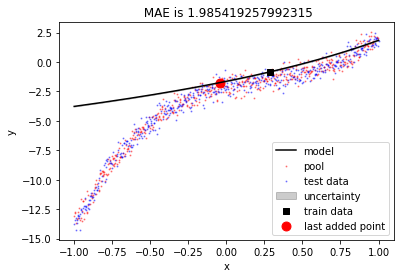 MAE is 1.985419257992315
2.5
0.0
−2.5
−5.0
−7.5
−10.0
−12.5
−15.0
y
−1.00
−0.75
−0.50
−0.25
0.00
0.25
0.50
0.75
1.00
x
model
pool
test data
uncertainty
train data
last added point